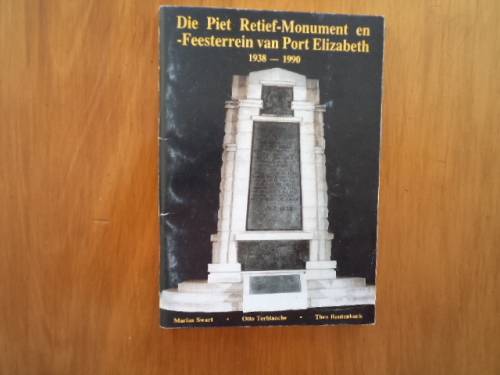 Die Piet Retief-Monument en
-Feesterrein van Port Elizabeth
1938 — 1990
Marius Swart • Otto Terblanche • Theo Rautenbach